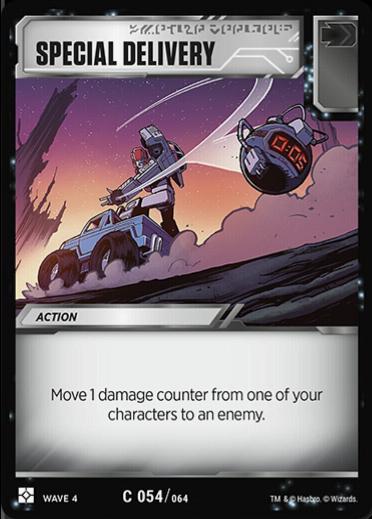 SPECIAL DELIVERY
0:05
ACTION
Move 1 damage counter from one of your
characters to an enemy.
WAVE 4
C 054/064
TM & © Hasbro. © Wizards.